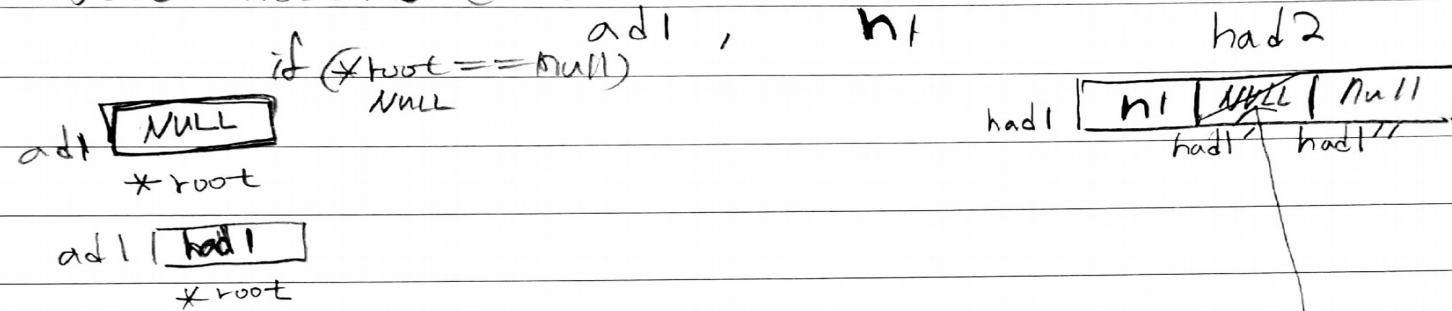 ad1 , n1 had2
if (*root == null)
NULL
ad1 NULL
*root
had1 n1 NULL null
had1' had1''
ad1 had1
*root